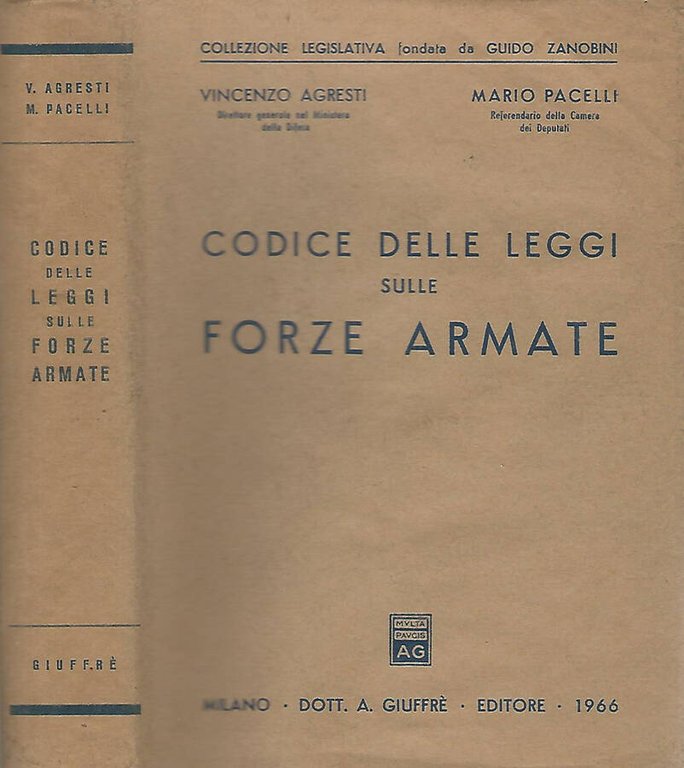 V. AGRESTI
M. PACELLI
CODICE
DELLE
LEGGI
SULLE
FORZE
ARMATE
GIUFFRÈ
COLLEZIONE LEGISLATIVA fondata da GUIDO ZANOBINI
VINCENZO AGRESTI
Direttore generale nel Ministero
della Difesa
MARIO PACELLI
Referendario della Camera
dei Deputati
CODICE DELLE LEGGI
SULLE
FORZE ARMATE
MVLTA
PAVCIS
AG
MILANO · DOTT. A. GIUFFRÈ · EDITORE · 1966